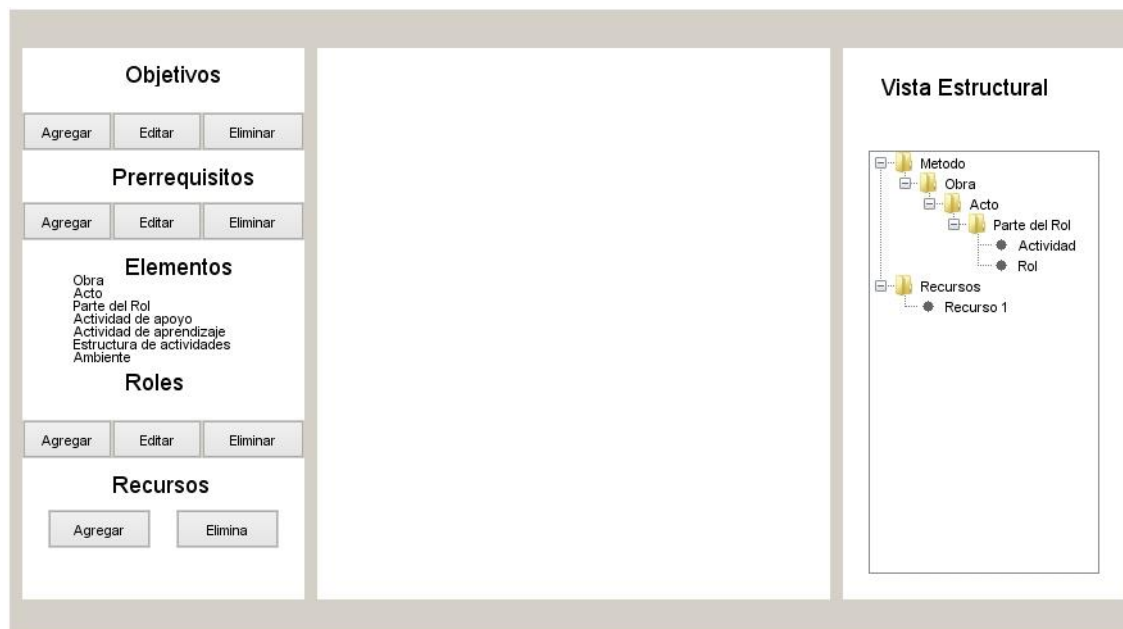 Objetivos
Agregar Editar Eliminar
Prerrequisitos
Agregar Editar Eliminar
Elementos
Obra
Acto
Parte del Rol
Actividad de apoyo
Actividad de aprendizaje
Estructura de actividades
Ambiente
Roles
Agregar Editar Eliminar
Recursos
Agregar Elimina
Vista Estructural
Metodo
Obra
Acto
Parte del Rol
Actividad
Rol
Recursos
Recurso 1